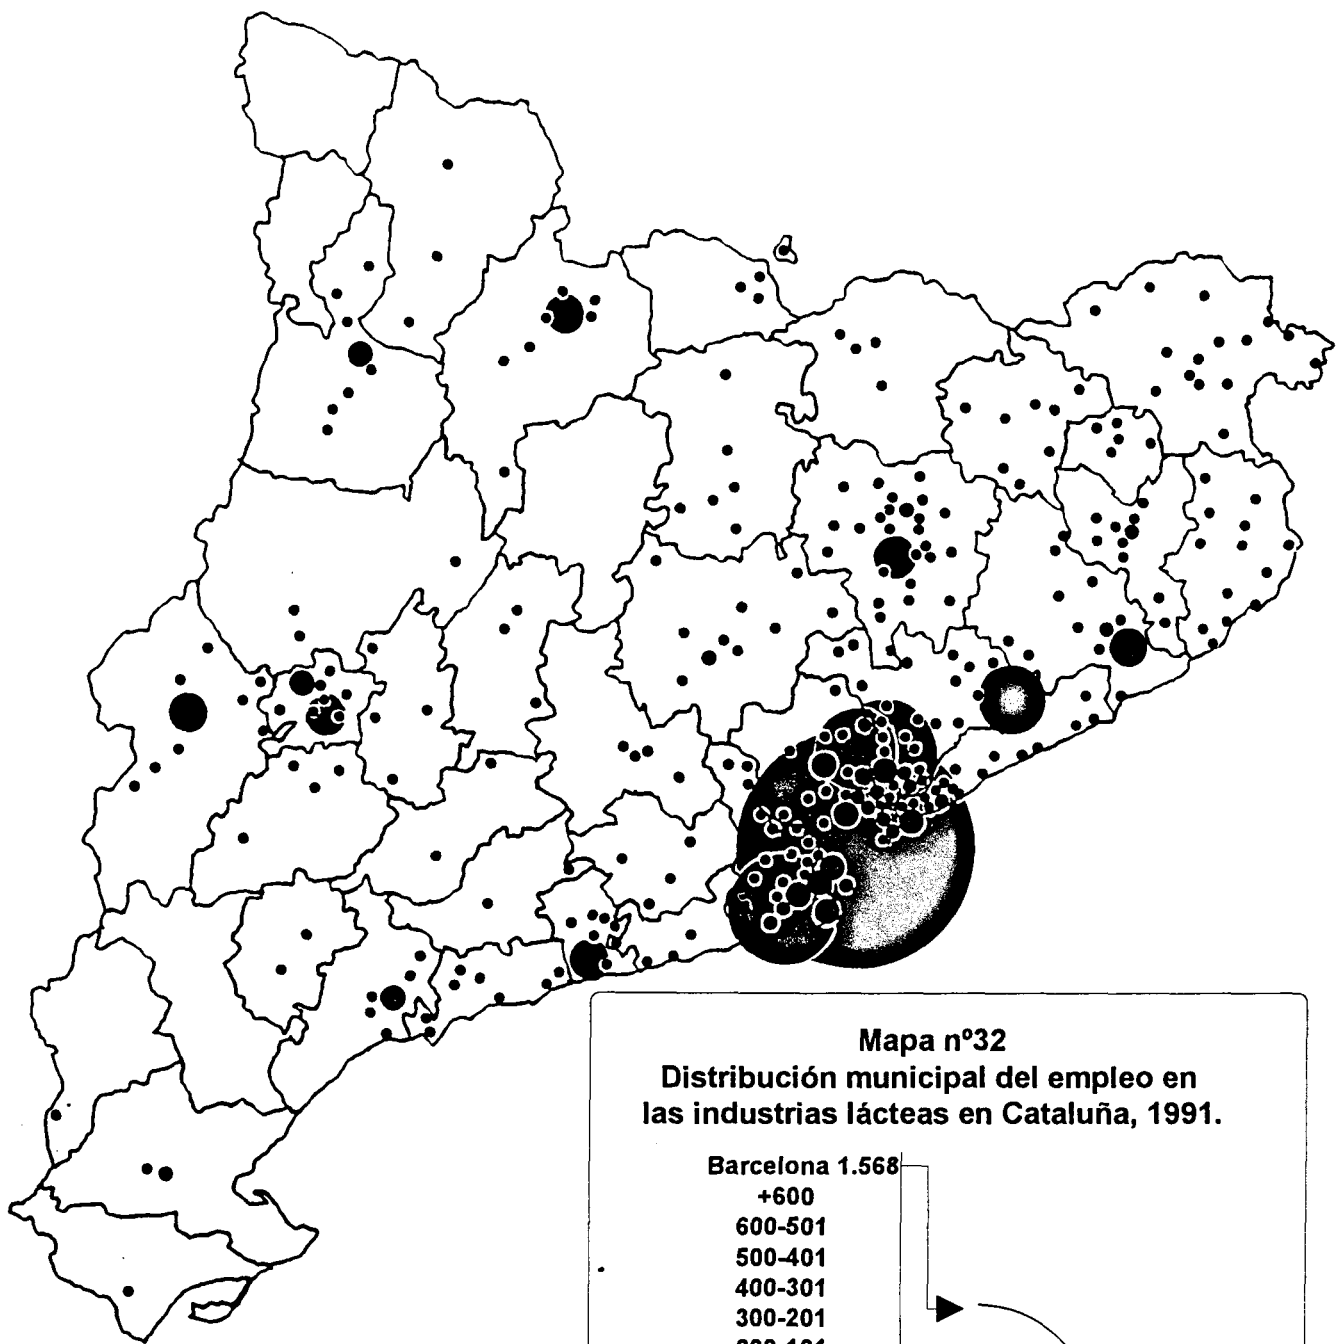 Mapa nº32
Distribución municipal del empleo en
las industrias lácteas en Cataluña, 1991.
Barcelona 1.568
+600
600-501
500-401
400-301
300-201